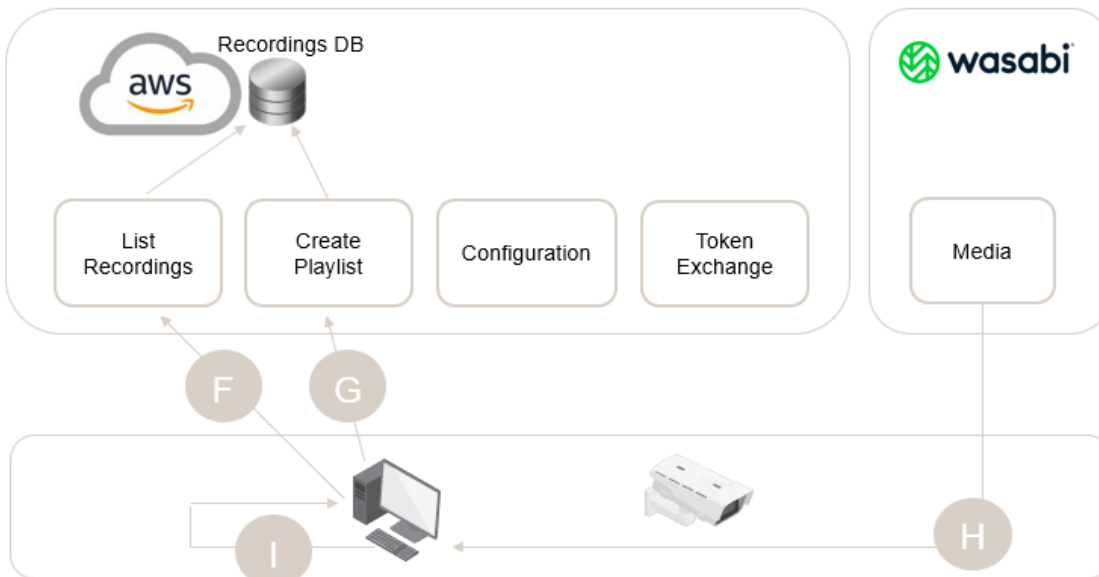 Recordings DB
aws
wasabi
List
Recordings
Create
Playlist
Configuration
Token
Exchange
Media
F
G
H
I